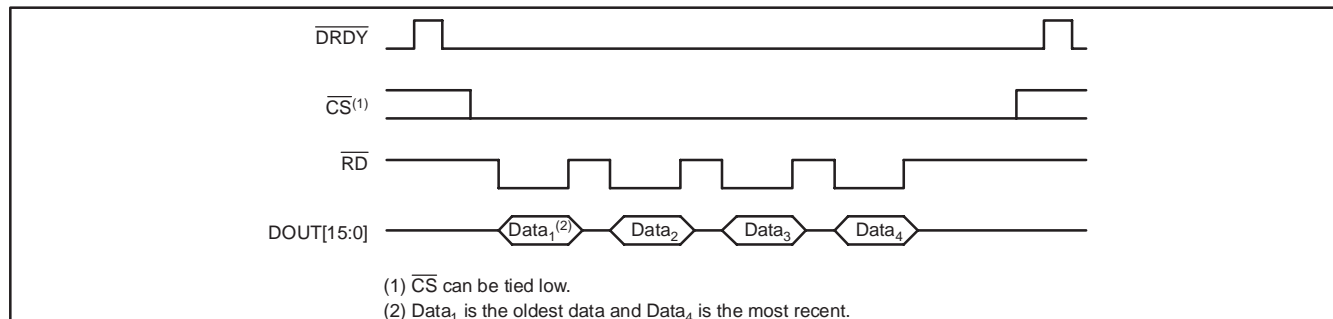 DRDY
CS(1)
RD
DOUT[15:0]
Data1(2)
Data2
Data3
Data4
(1) CS can be tied low.
(2) Data1 is the oldest data and Data4 is the most recent.